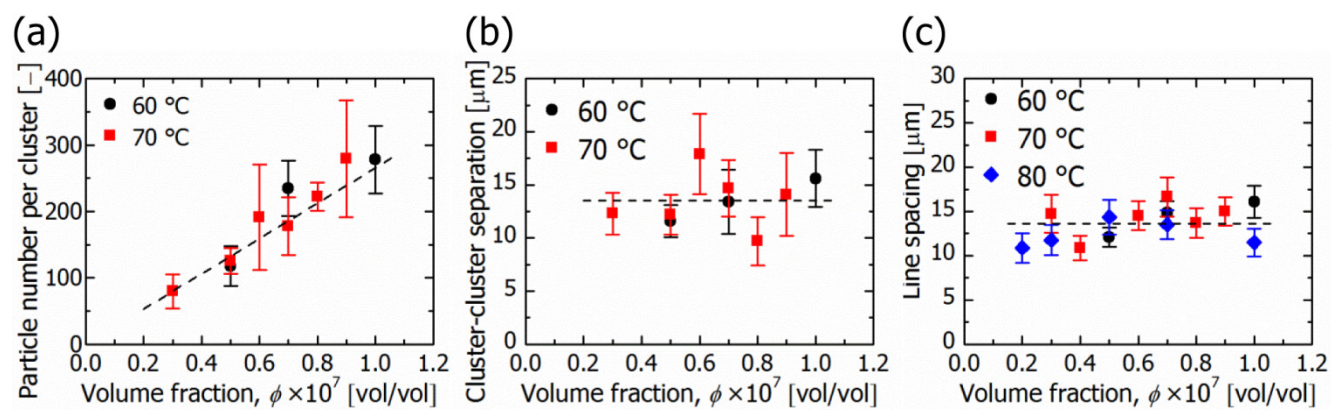 (a)
Particle number per cluster [−]
400
300
200
100
0
60 °C
70 °C
0.0 0.2 0.4 0.6 0.8 1.0 1.2
Volume fraction, ϕ×10⁷ [vol/vol]
(b)
Cluster-cluster separation [μm]
25
20
15
10
5
0
60 °C
70 °C
0.0 0.2 0.4 0.6 0.8 1.0 1.2
Volume fraction, ϕ×10⁷ [vol/vol]
(c)
Line spacing [μm]
30
25
20
15
10
5
0
60 °C
70 °C
80 °C
0.0 0.2 0.4 0.6 0.8 1.0 1.2
Volume fraction, ϕ×10⁷ [vol/vol]